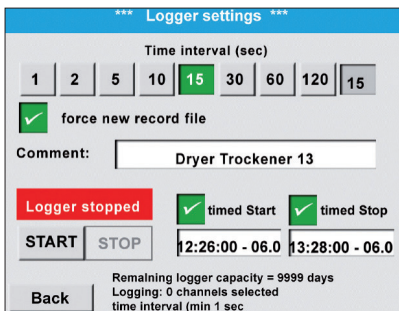 *** Logger settings ***
Time interval (sec)
1 2 5 10 15 30 60 120 15
force new record file
Comment: Dryer Trockener 13
Logger stopped timed Start timed Stop
START STOP 12:26:00 - 06.0 13:28:00 - 06.0
Remaining logger capacity = 9999 days
Logging: 0 channels selected
Back time interval (min 1 sec